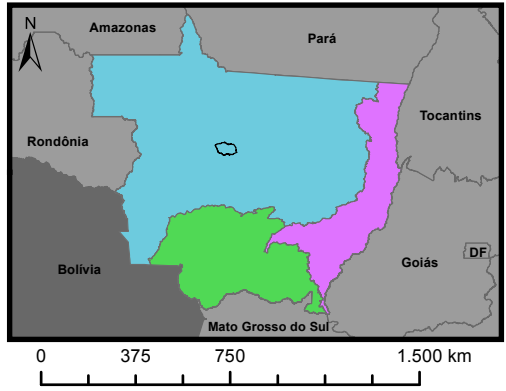 N
Amazonas
Pará
Tocantins
Rondônia
Bolívia
Goiás
DF
Mato Grosso do Sul
0 375 750 1.500 km